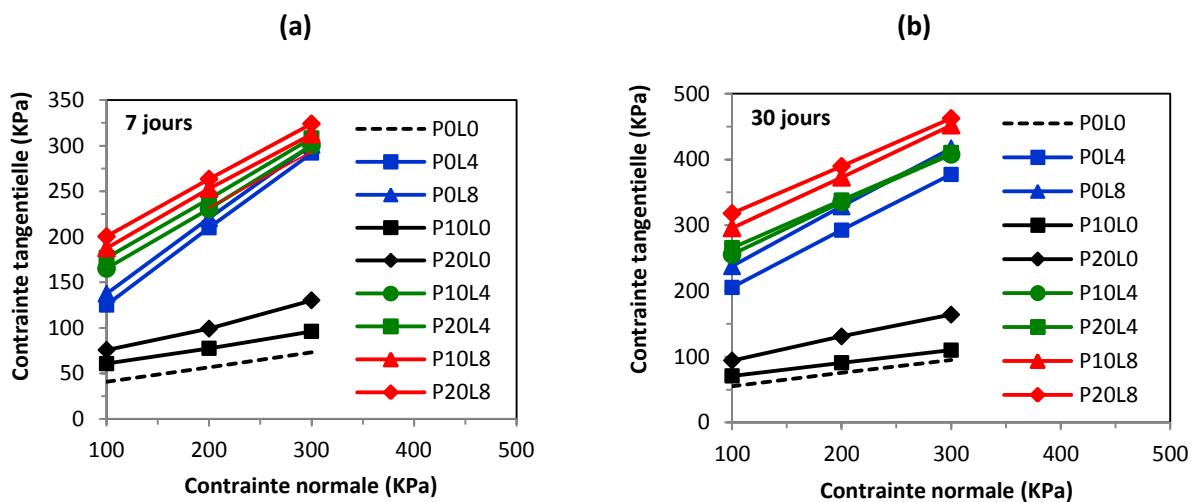 (a)
Contrainte tangentielle (KPa)
350
300
250
200
150
100
50
0
7 jours
P0L0
P0L4
P0L8
P10L0
P20L0
P10L4
P20L4
P10L8
P20L8
100
200
300
400
500
Contrainte normale (KPa)
(b)
Contrainte tangentielle (KPa)
500
400
300
200
100
0
30 jours
P0L0
P0L4
P0L8
P10L0
P20L0
P10L4
P20L4
P10L8
P20L8
100
200
300
400
500
Contrainte normale (KPa)